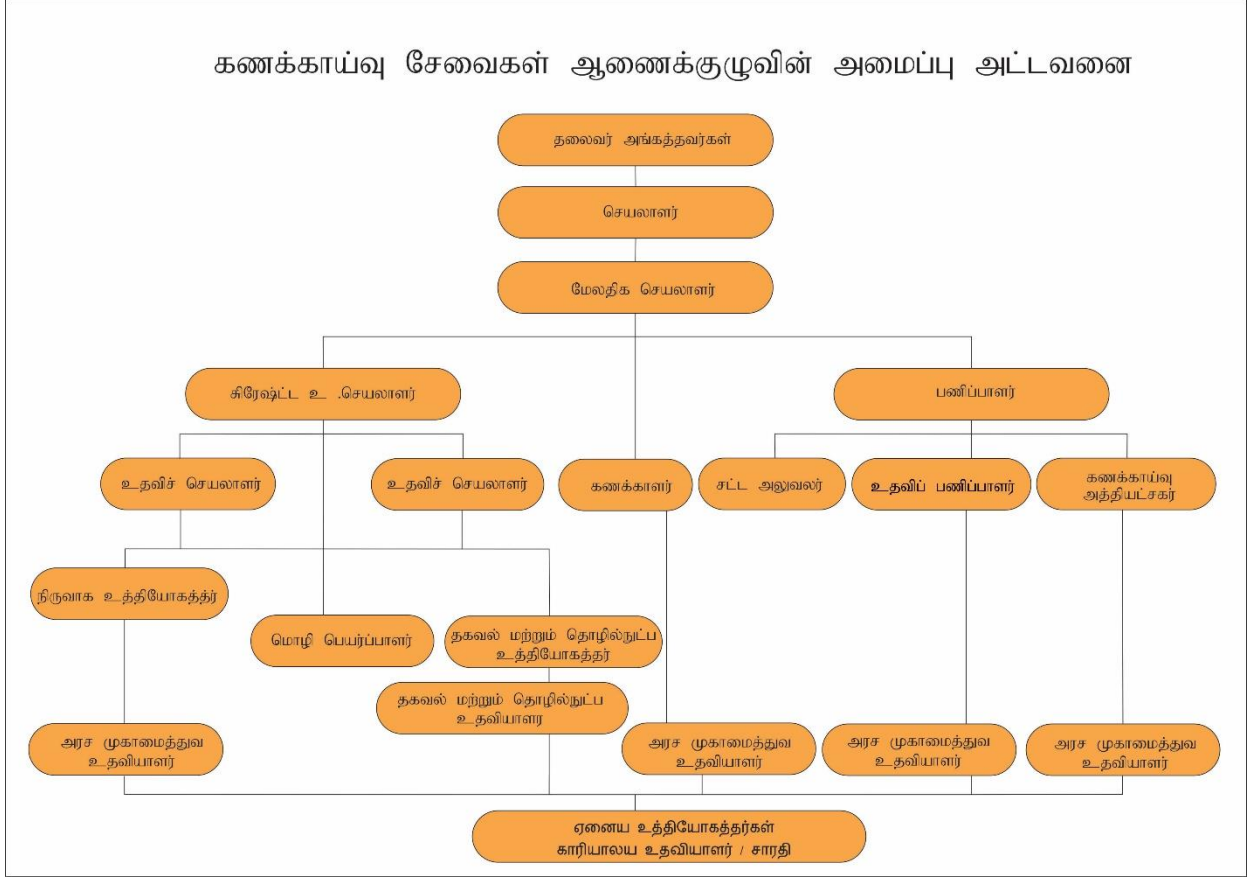 கணக்காய்வு சேவைகள் ஆணைக்குழுவின் அமைப்பு அட்டவனை
தலைவர் அங்கத்தவர்கள்
செயலாளர்
மேலதிக செயலாளர்
சிரேஷ்ட்ட உ .செயலாளர்
பணிப்பாளர்
உதவிச் செயலாளர்
உதவிச் செயலாளர்
கணக்காளர்
சட்ட அலுவலர்
உதவிப் பணிப்பாளர்
கணக்காய்வு
அத்தியட்சகர்
நிருவாக உத்தியோகத்த்ர்
மொழி பெயர்ப்பாளர்
தகவல் மற்றும் தொழில்நுட்ப
உத்தியோகத்தர்
தகவல் மற்றும் தொழில்நுட்ப
உதவியாளர
அரச முகாமைத்துவ
உதவியாளர்
அரச முகாமைத்துவ
உதவியாளர்
அரச முகாமைத்துவ
உதவியாளர்
அரச முகாமைத்துவ
உதவியாளர்
ஏனைய உத்தியோகத்தர்கள்
காரியாலய உதவியாளர் / சாரதி